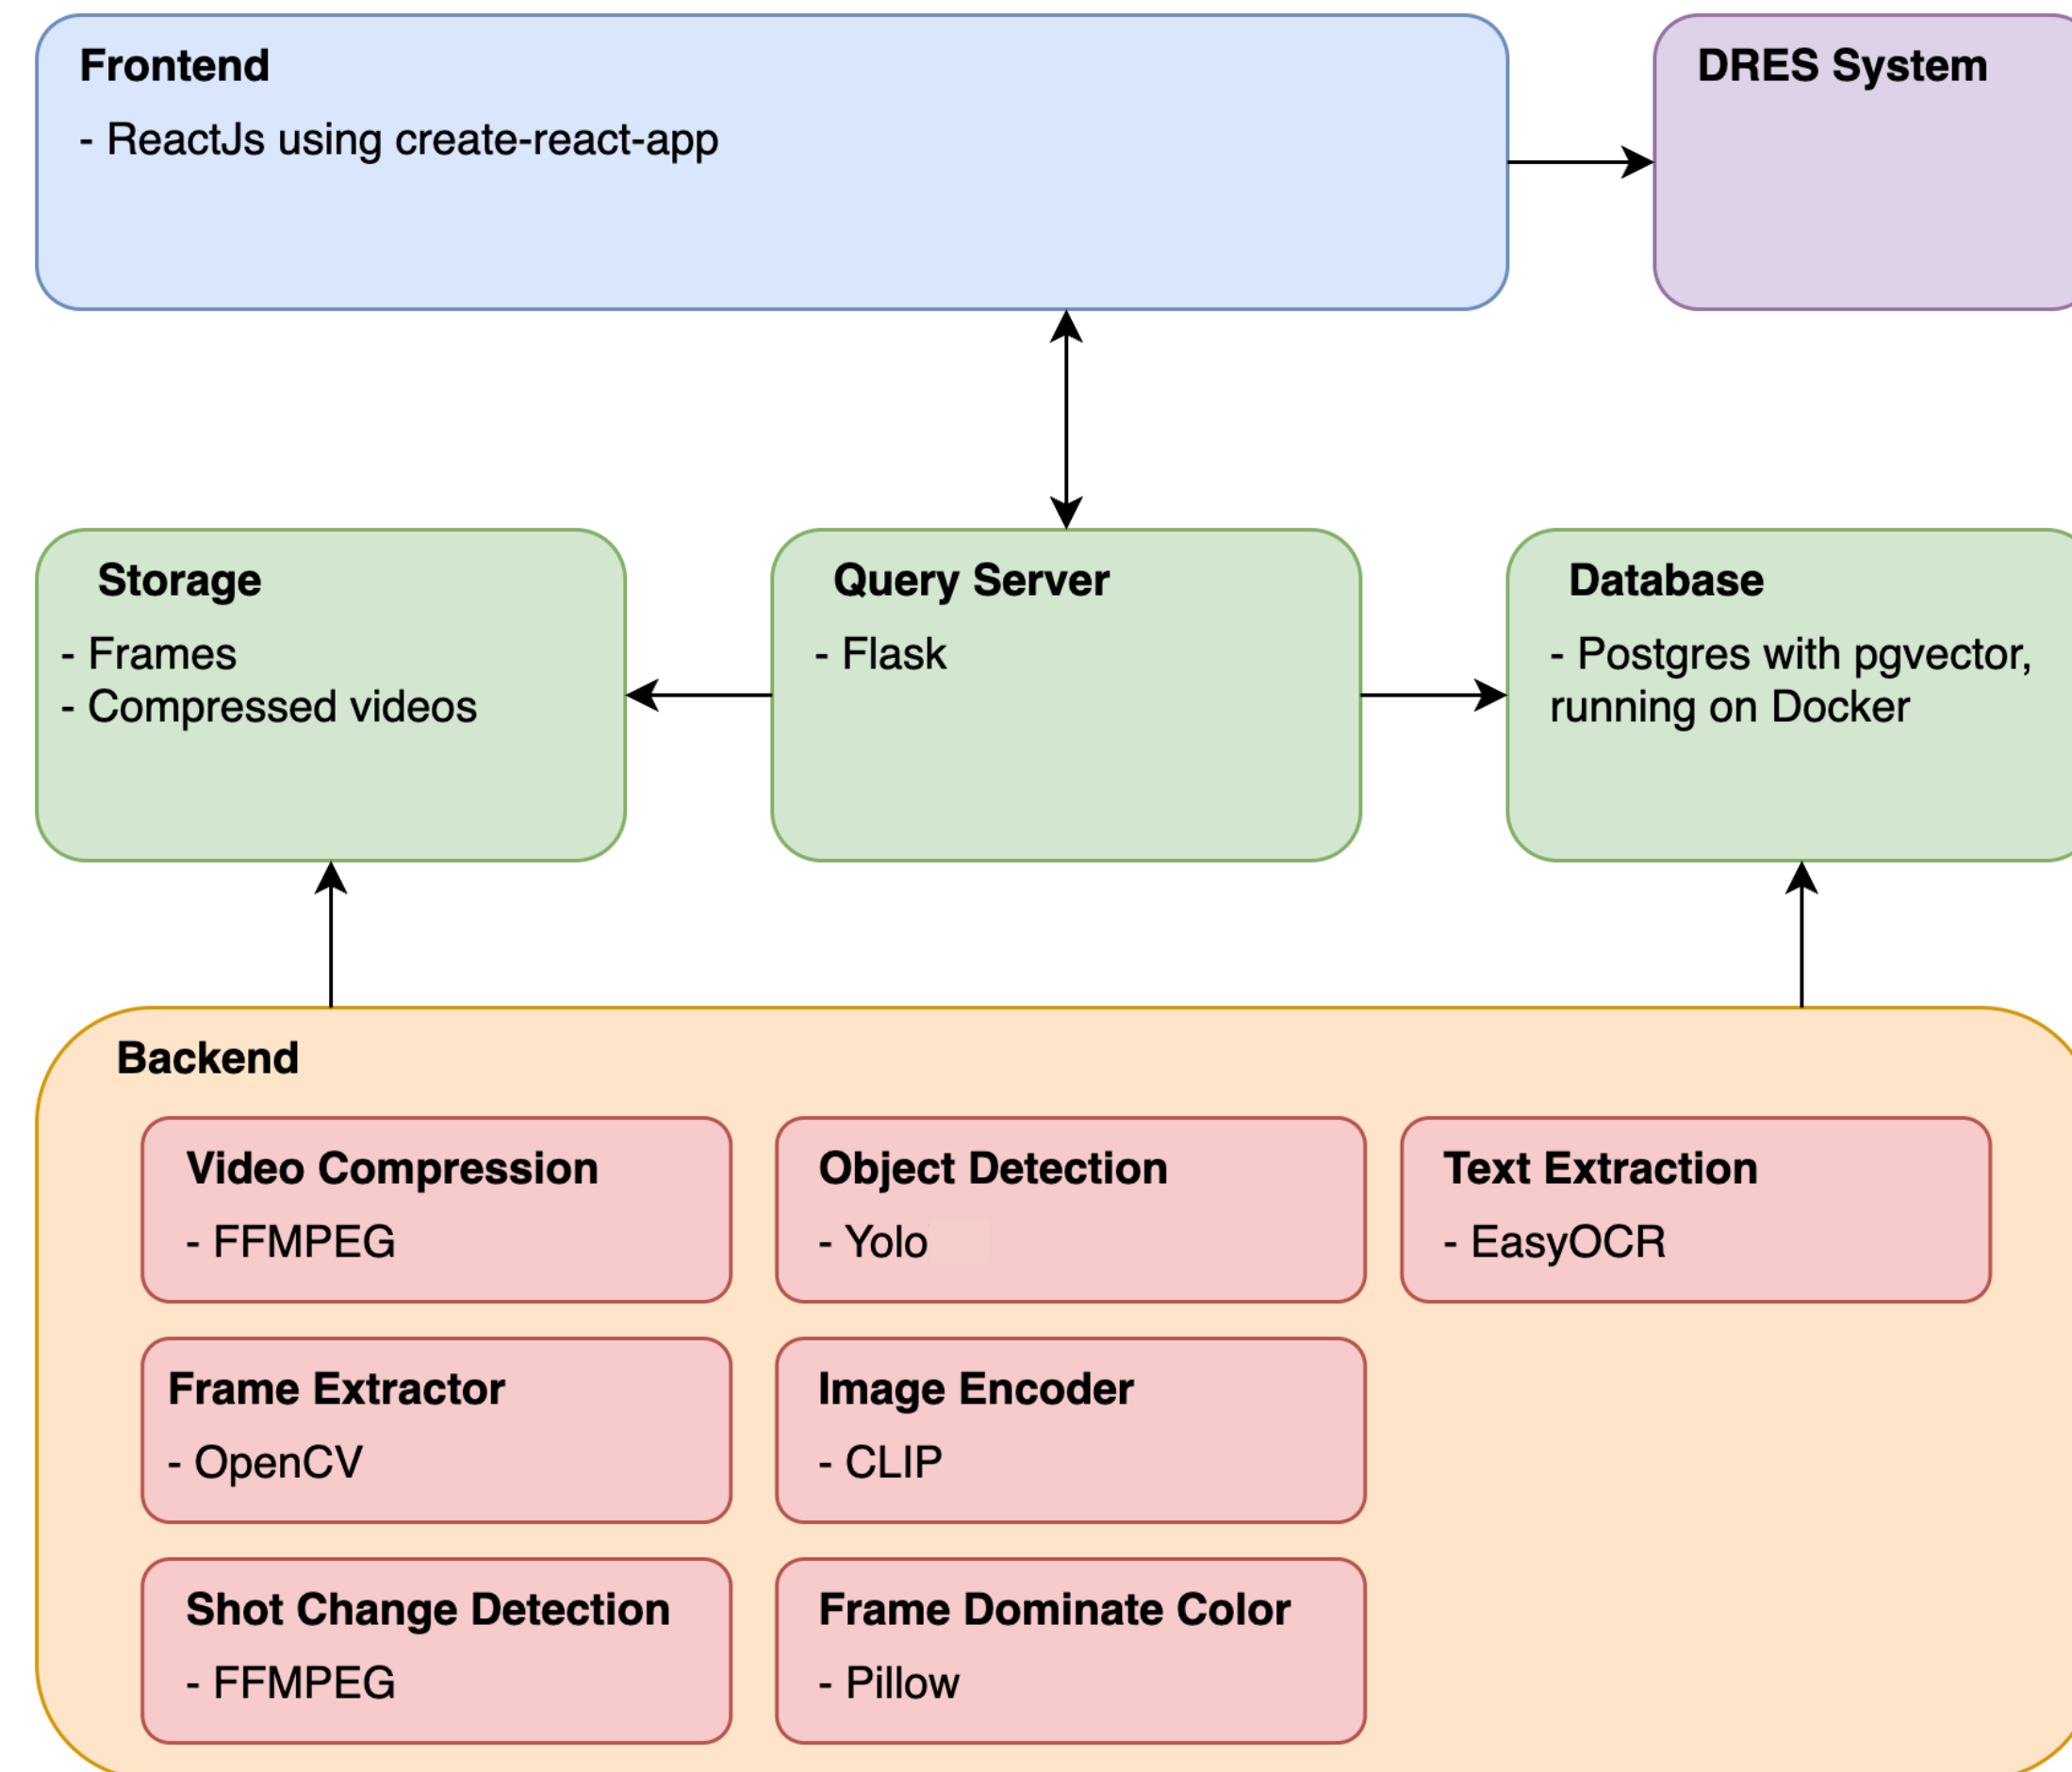 Frontend
- ReactJs using create-react-app
DRES System
Storage
- Frames
- Compressed videos
Query Server
- Flask
Database
- Postgres with pgvector,
running on Docker
Backend
Video Compression
- FFMPEG
Object Detection
- Yolo
Text Extraction
- EasyOCR
Frame Extractor
- OpenCV
Image Encoder
- CLIP
Shot Change Detection
- FFMPEG
Frame Dominate Color
- Pillow